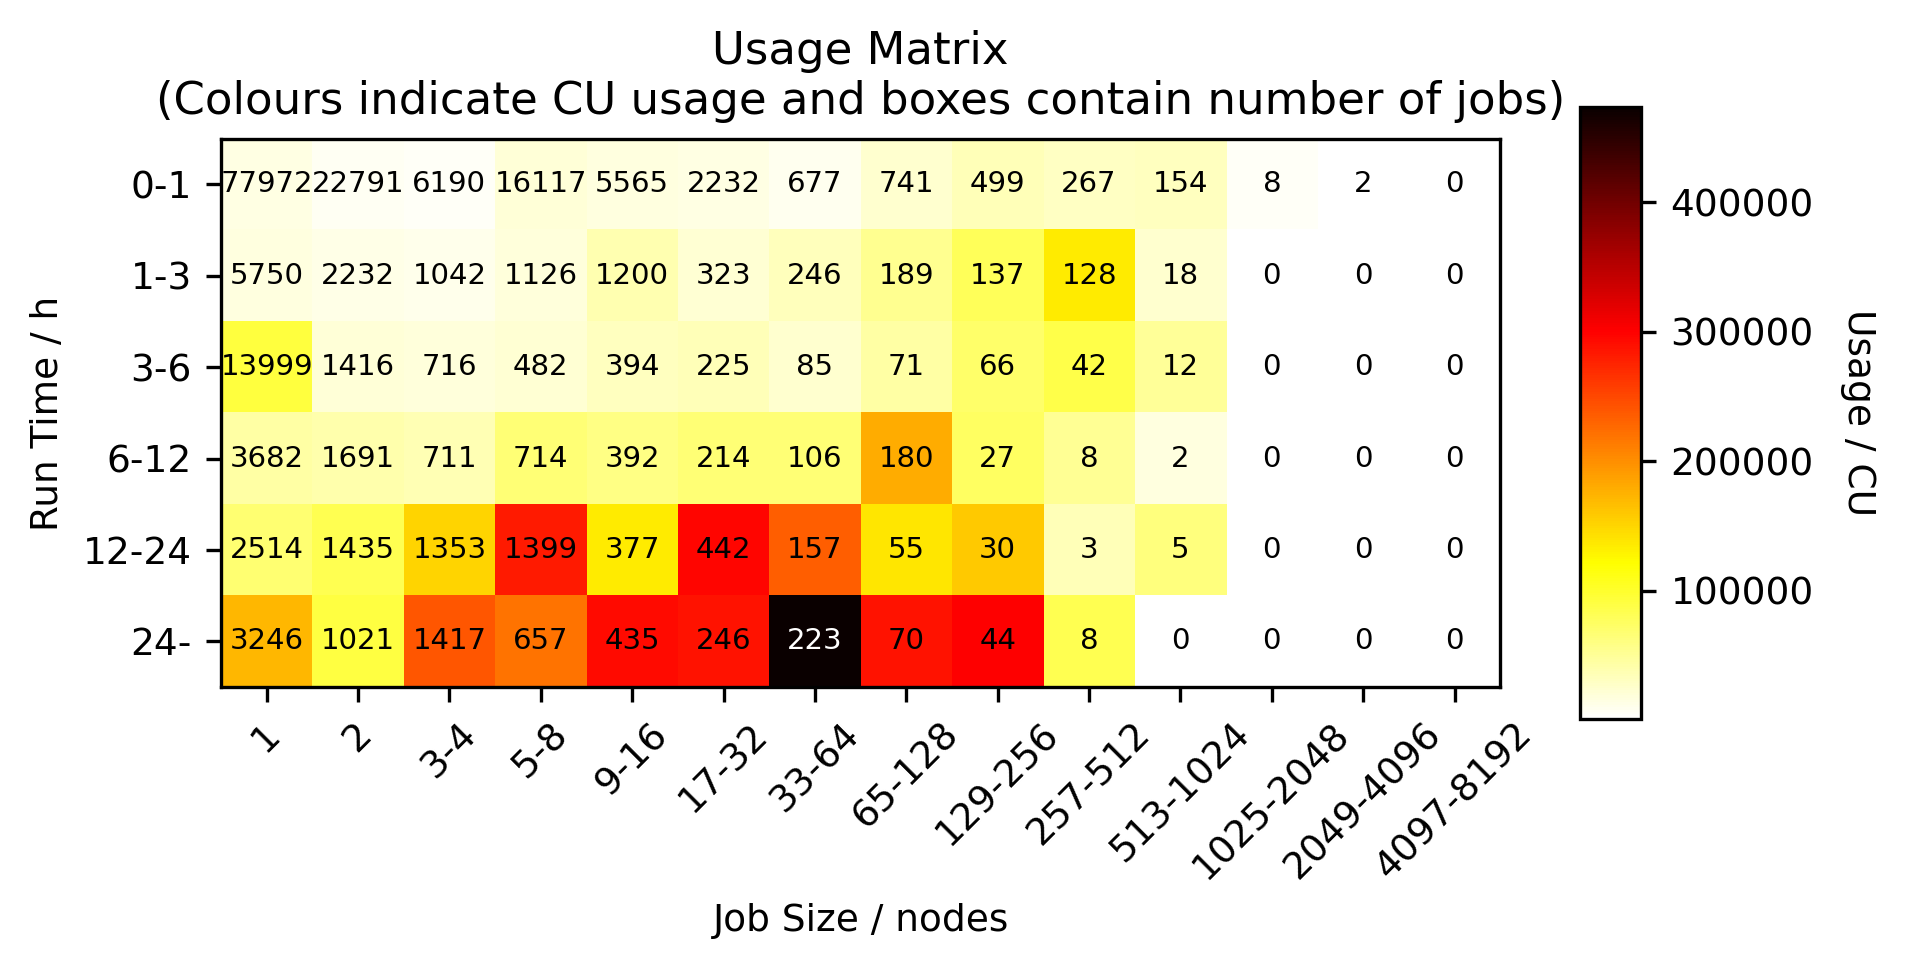 Usage Matrix
(Colours indicate CU usage and boxes contain number of jobs)
0-1 77972 22791 6190 16117 5565 2232 677 741 499 267 154 8 2 0
1-3 5750 2232 1042 1126 1200 323 246 189 137 128 18 0 0 0
3-6 13999 1416 716 482 394 225 85 71 66 42 12 0 0 0
6-12 3682 1691 711 714 392 214 106 180 27 8 2 0 0 0
12-24 2514 1435 1353 1399 377 442 157 55 30 3 5 0 0 0
24- 3246 1021 1417 657 435 246 223 70 44 8 0 0 0 0
1 2 3-4 5-8 9-16 17-32 33-64 65-128 129-256 257-512 513-1024 1025-2048 2049-4096 4097-8192
Job Size / nodes
Run Time / h
400000
300000
200000
100000
Usage / CU